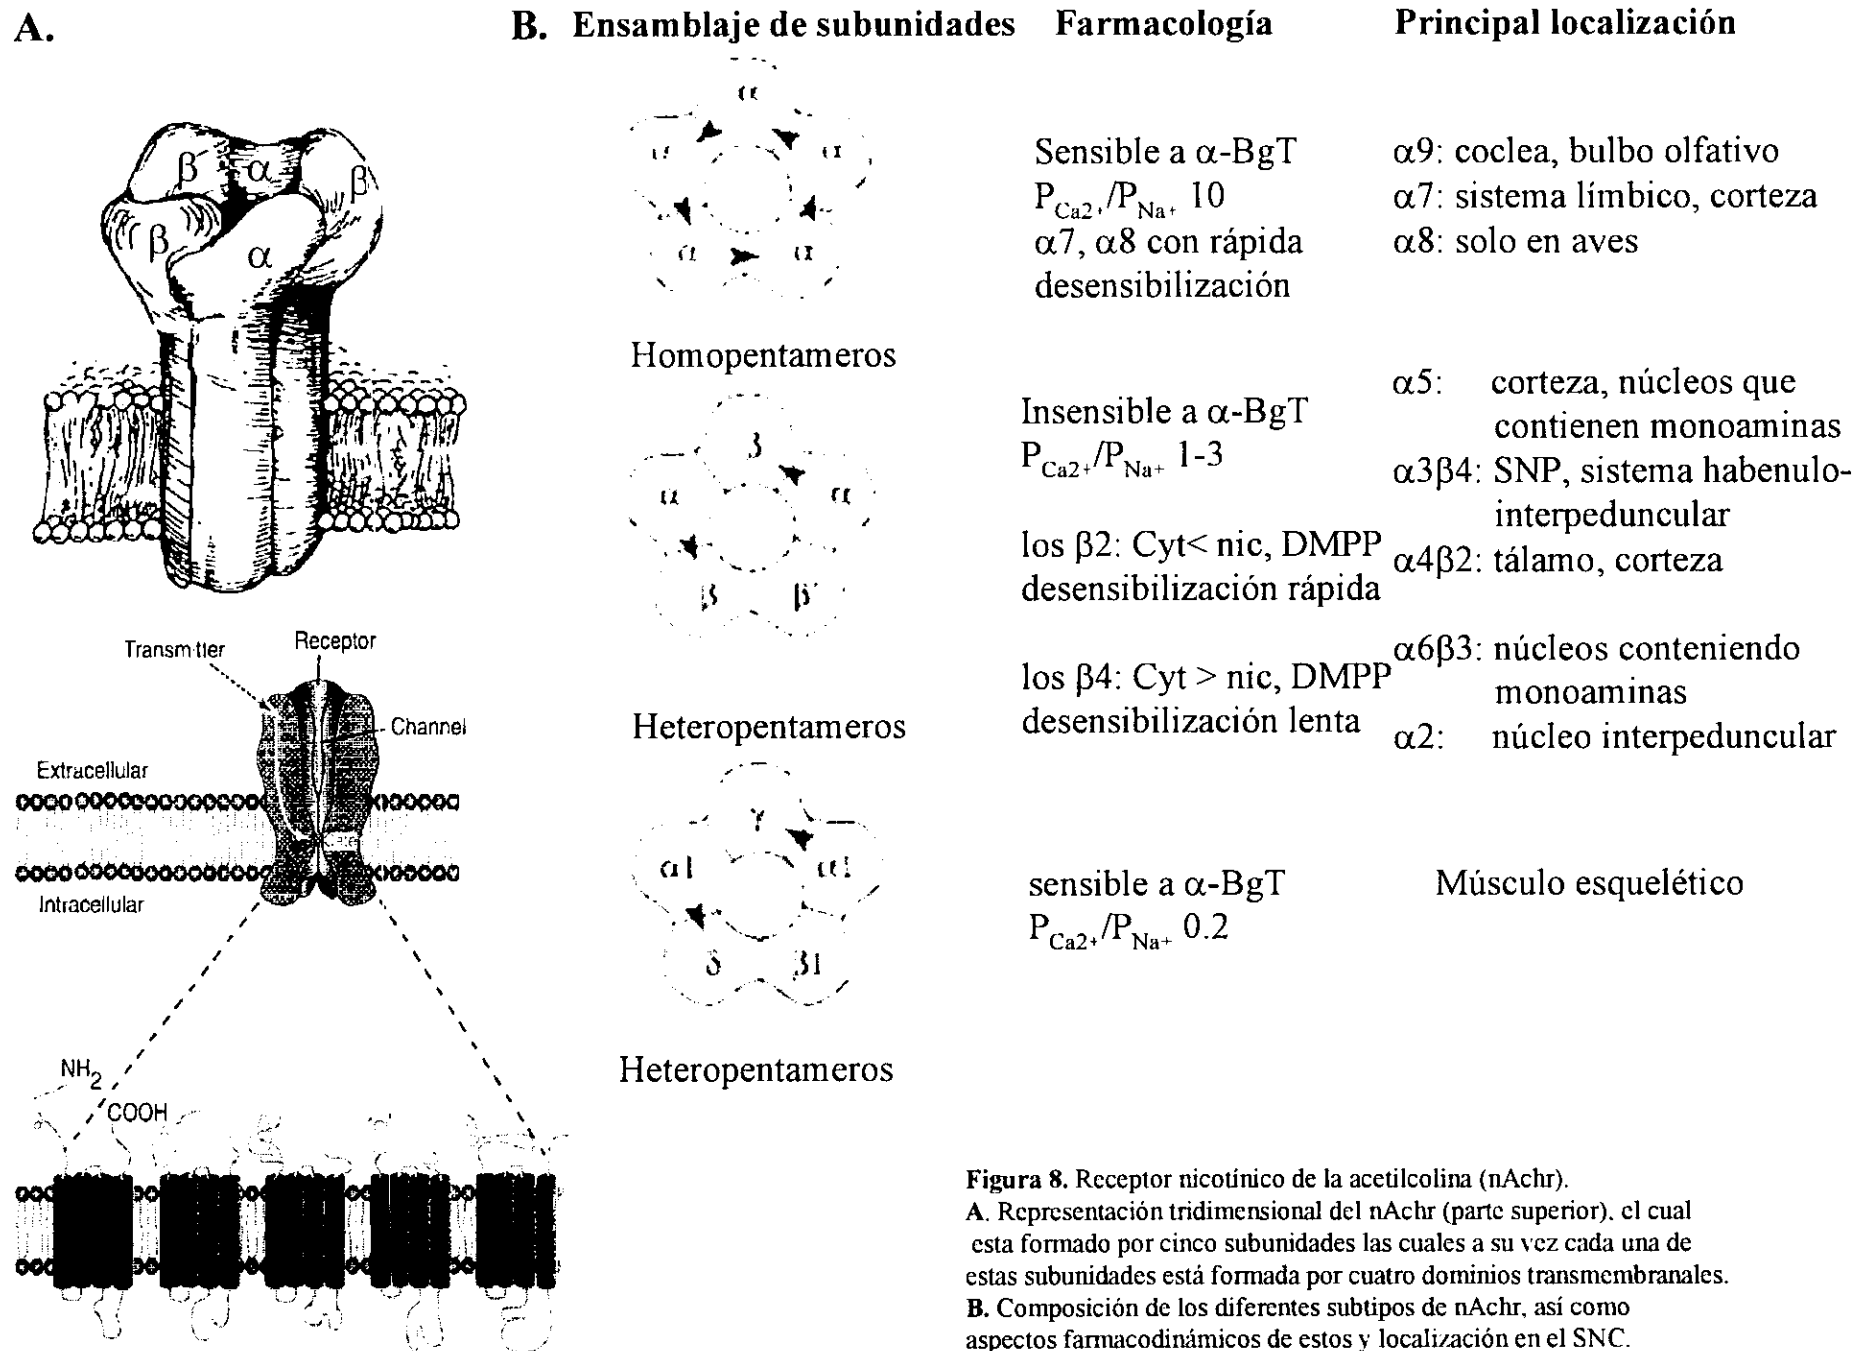 A.
β α β
β α
Receptor
Channel
Extracellular
Intracellular
NH2
COOH
B. Ensamblaje de subunidades Farmacología Principal localización
α
α
α α
Homopentameros
Sensible a α-BgT
PCa2+/PNa+ 10
α7, α8 con rápida
desensibilización
α9: coclea, bulbo olfativo
α7: sistema límbico, corteza
α8: solo en aves
β
α α
β β
Heteropentameros
Insensible a α-BgT
PCa2+/PNa+ 1-3
los β2: Cyt< nic, DMPP
desensibilización rápida
los β4: Cyt > nic, DMPP
desensibilización lenta
α5: corteza, núcleos que
contienen monoaminas
α3β4: SNP, sistema habenulo-
interpeduncular
α4β2: tálamo, corteza
α6β3: núcleos conteniendo
monoaminas
α2: núcleo interpeduncular
γ
α1 α1
δ β1
Heteropentameros
sensible a α-BgT
PCa2+/PNa+ 0.2
Músculo esquelético
Figura 8. Receptor nicotínico de la acetilcolina (nAchr).
A. Representación tridimensional del nAchr (parte superior), el cual
esta formado por cinco subunidades las cuales a su vez cada una de
estas subunidades está formada por cuatro dominios transmembranales.
B. Composición de los diferentes subtipos de nAchr, así como
aspectos farmacodinámicos de estos y localización en el SNC.